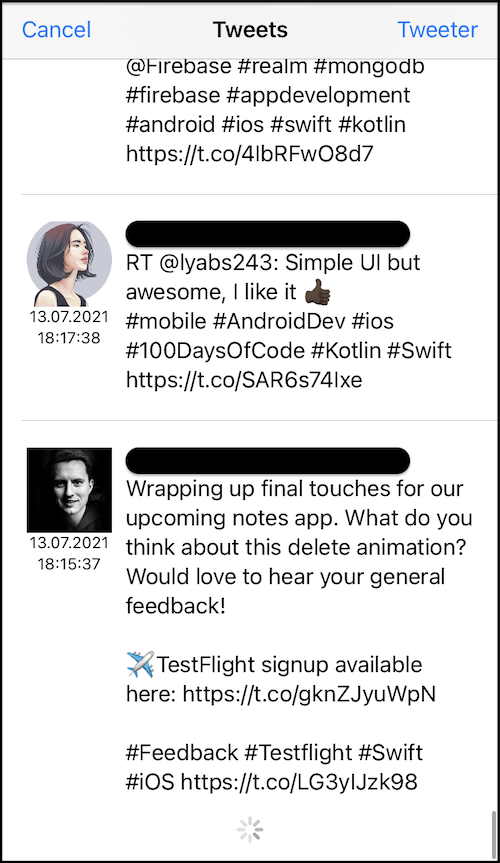 Cancel Tweets Tweeter
@Firebase #realm #mongodb
#firebase #appdevelopment
#android #ios #swift #kotlin
https://t.co/4IbRFwO8d7
RT @lyabs243: Simple UI but
awesome, I like it 👍🏿
#mobile #AndroidDev #ios
#100DaysOfCode #Kotlin #Swift
https://t.co/SAR6s74Ixe
13.07.2021
18:17:38
Wrapping up final touches for our
upcoming notes app. What do you
think about this delete animation?
Would love to hear your general
feedback!
✈️TestFlight signup available
here: https://t.co/gknZJyuWpN
#Feedback #Testflight #Swift
#iOS https://t.co/LG3yIJzk98
13.07.2021
18:15:37